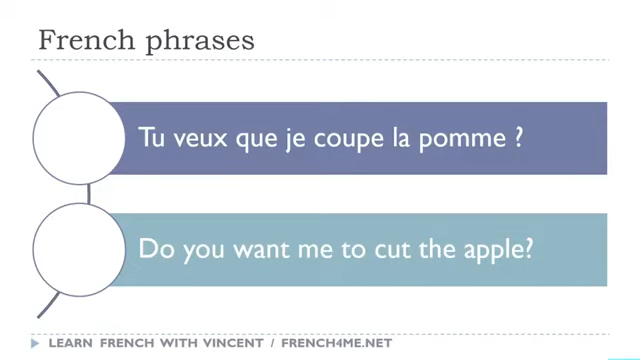 French phrases
Tu veux que je coupe la pomme ?
Do you want me to cut the apple?
LEARN FRENCH WITH VINCENT / FRENCH4ME.NET